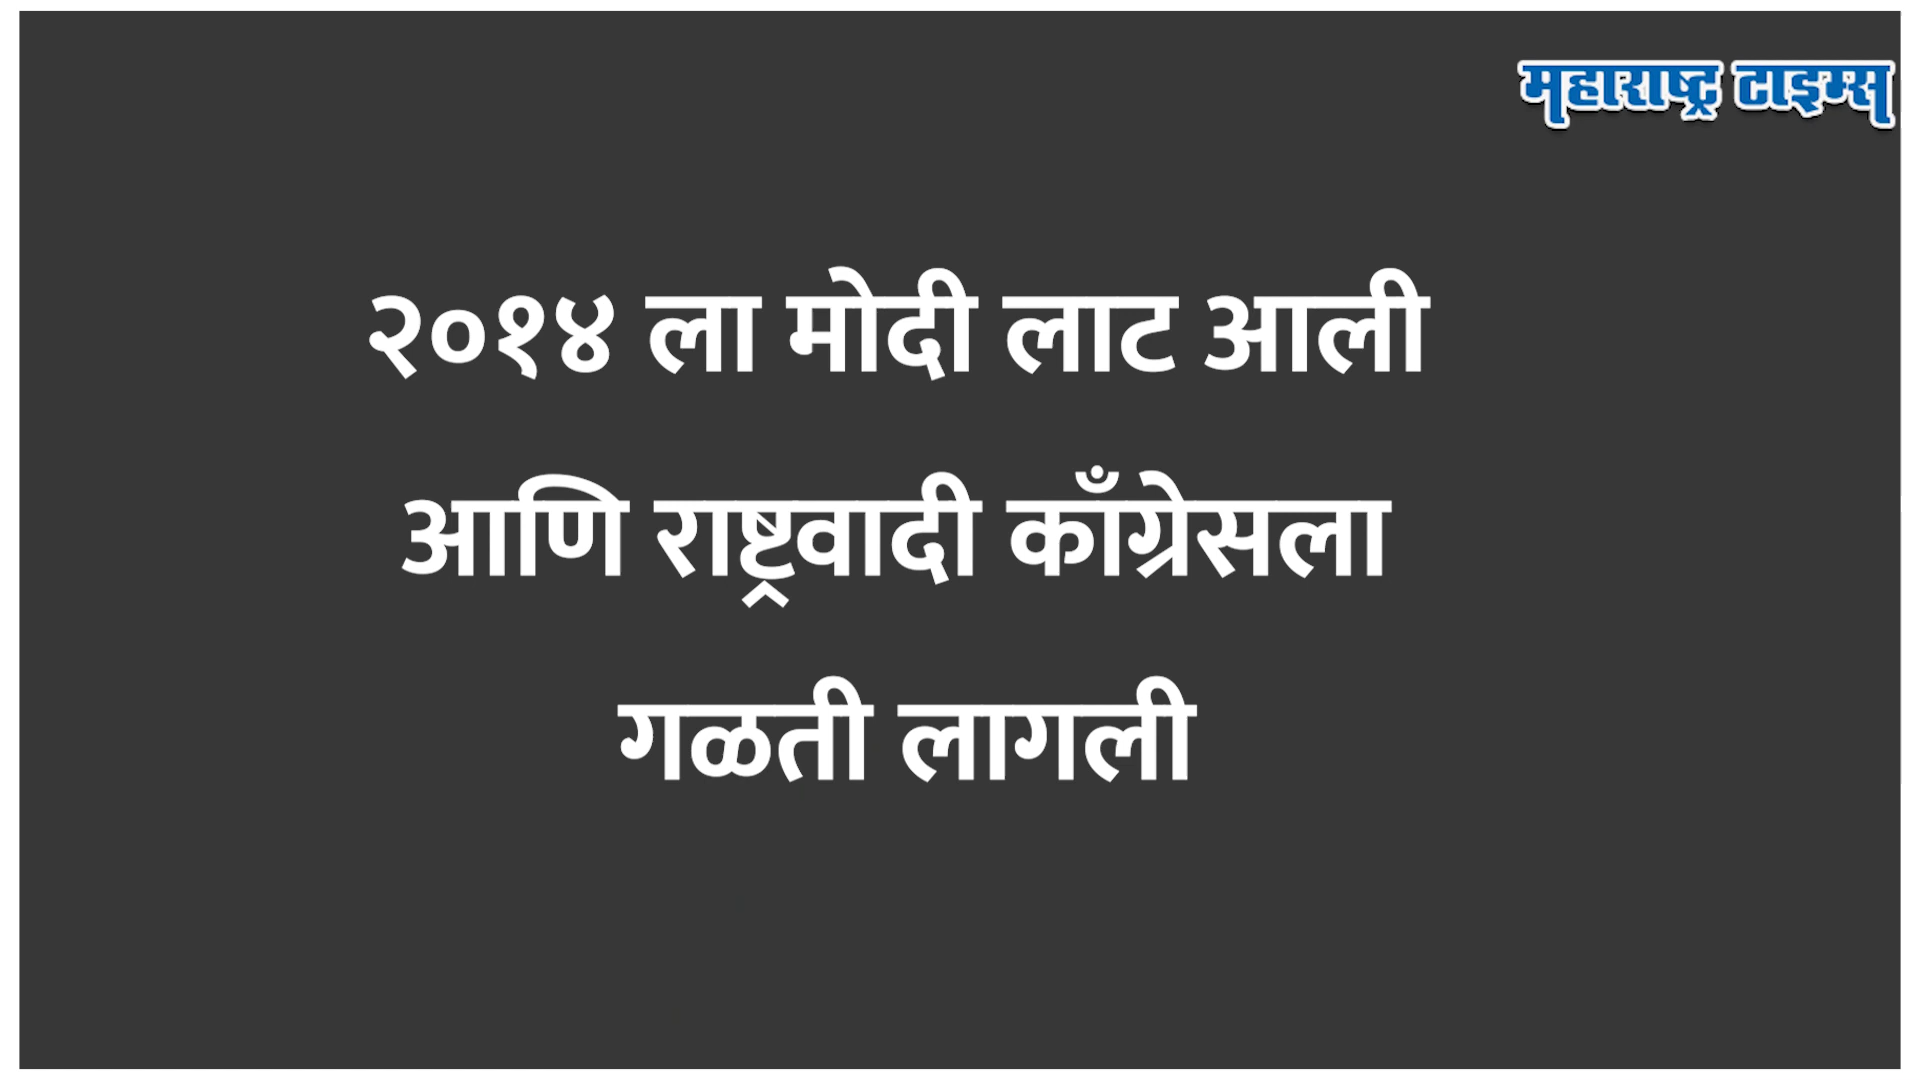 महाराष्ट्र टाइम्स्
२०१४ ला मोदी लाट आली
आणि राष्ट्रवादी काँग्रेसला
गळती लागली